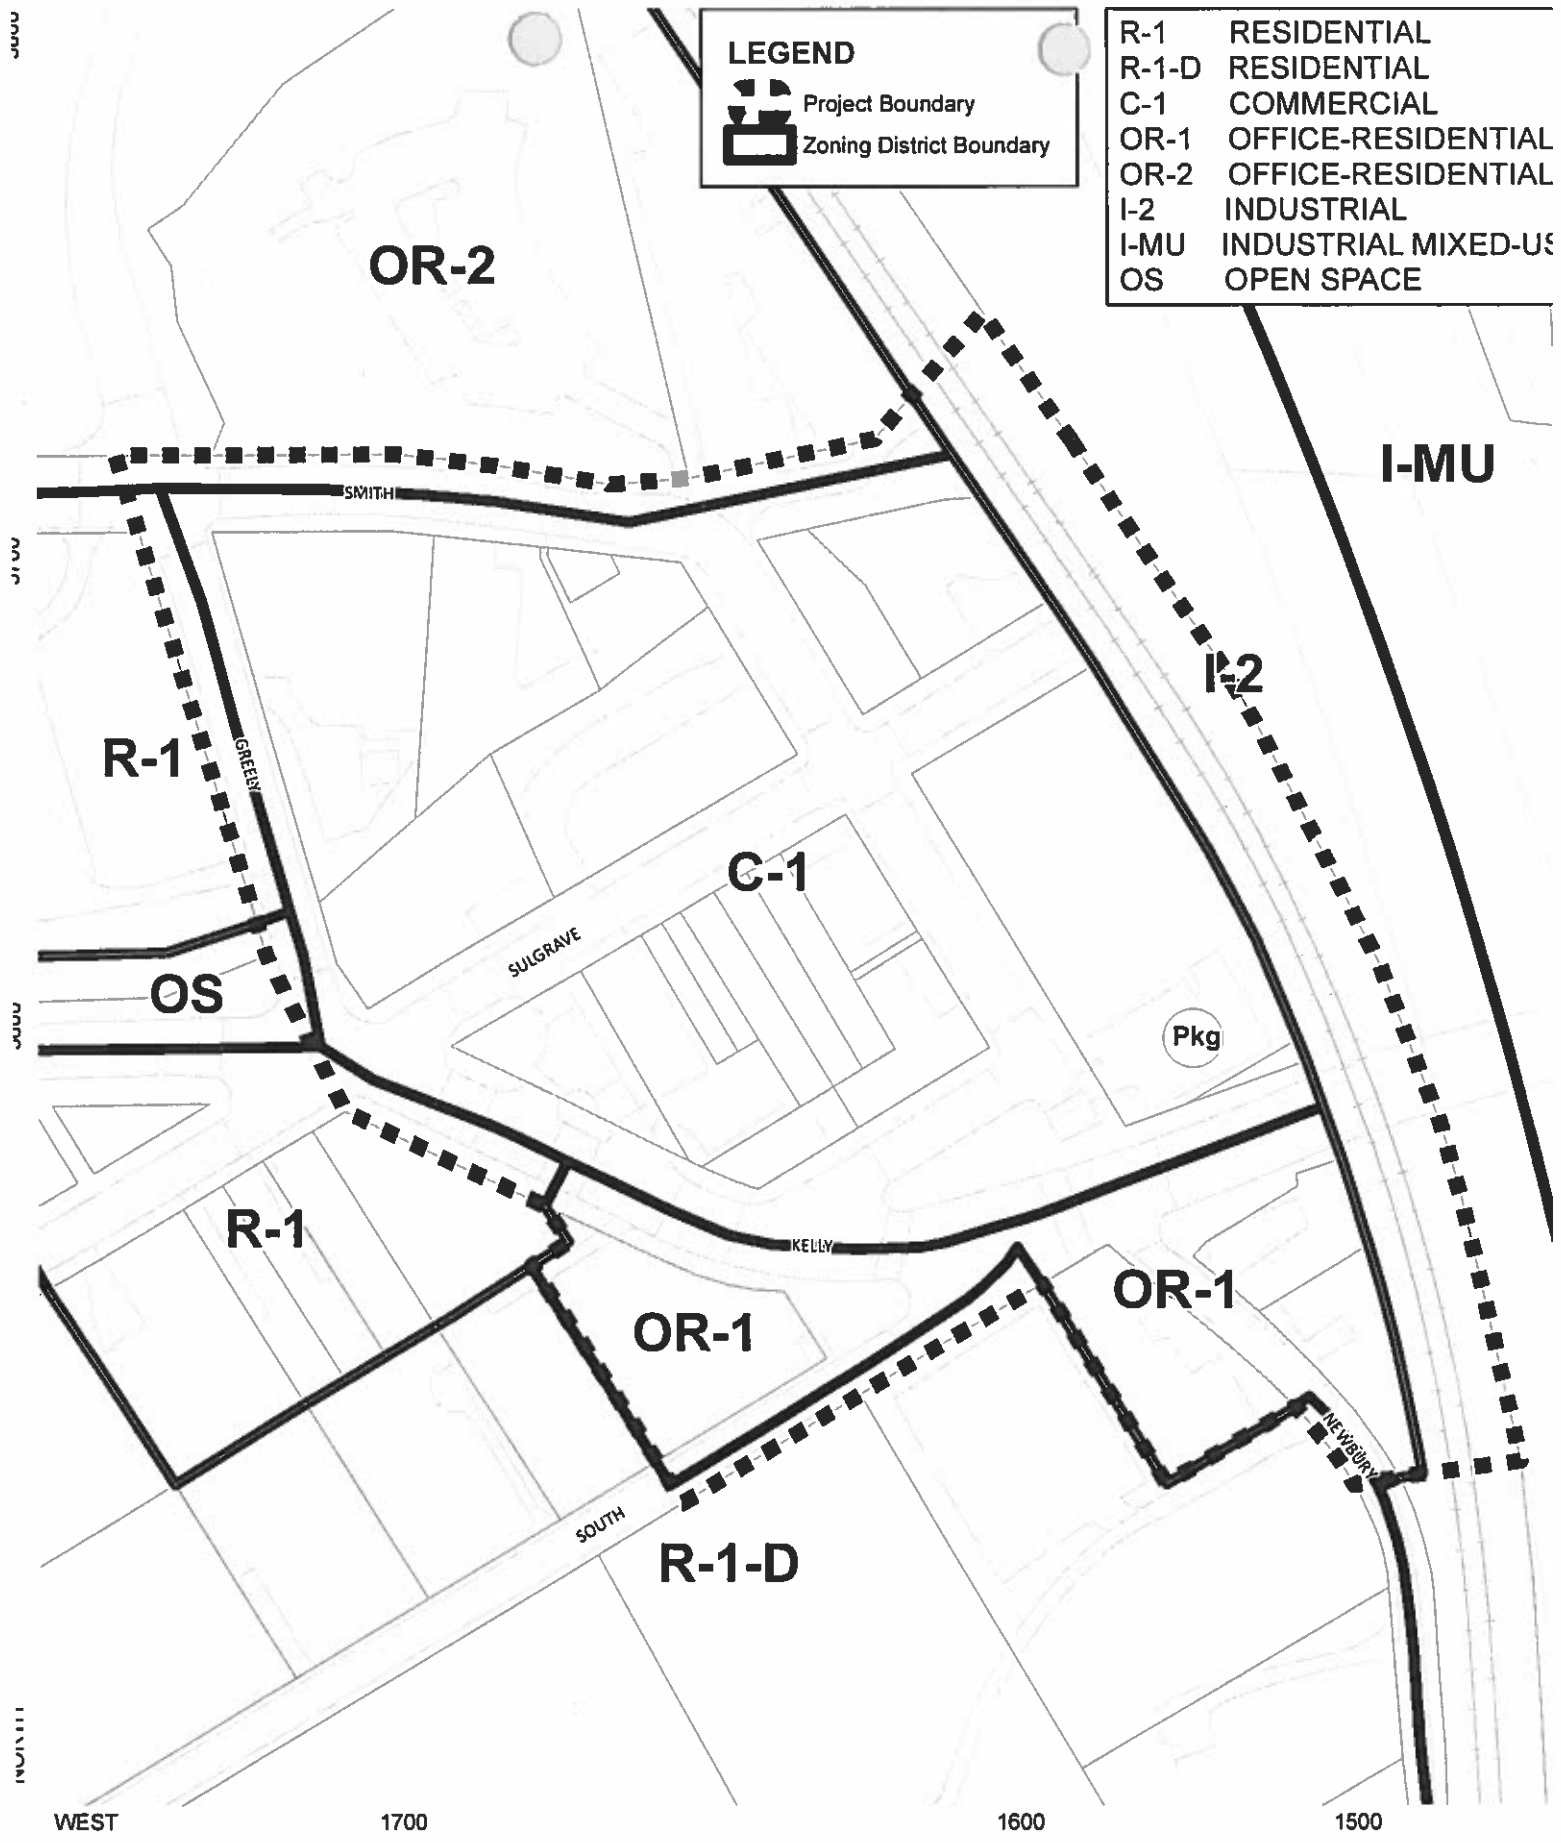 LEGEND
Project Boundary
Zoning District Boundary
R-1 RESIDENTIAL
R-1-D RESIDENTIAL
C-1 COMMERCIAL
OR-1 OFFICE-RESIDENTIAL
OR-2 OFFICE-RESIDENTIAL
I-2 INDUSTRIAL
I-MU INDUSTRIAL MIXED-US
OS OPEN SPACE
OR-2
I-MU
SMITH
I-2
R-1
GREELY
C-1
SULGRAVE
OS
Pkg
R-1
KELLY
OR-1
OR-1
NEWBURY
SOUTH
R-1-D
WEST 1700 1600 1500